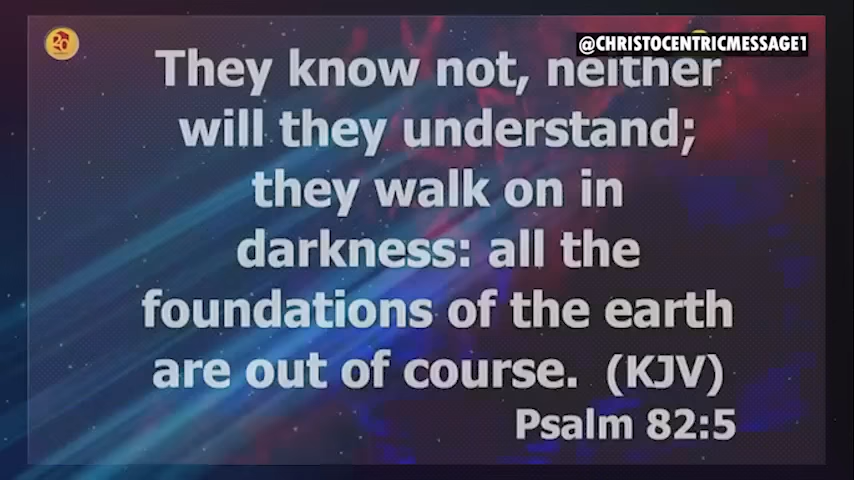 @CHRISTOCENTRICMESSAGE1
They know not, neither
will they understand;
they walk on in
darkness: all the
foundations of the earth
are out of course. (KJV)
Psalm 82:5